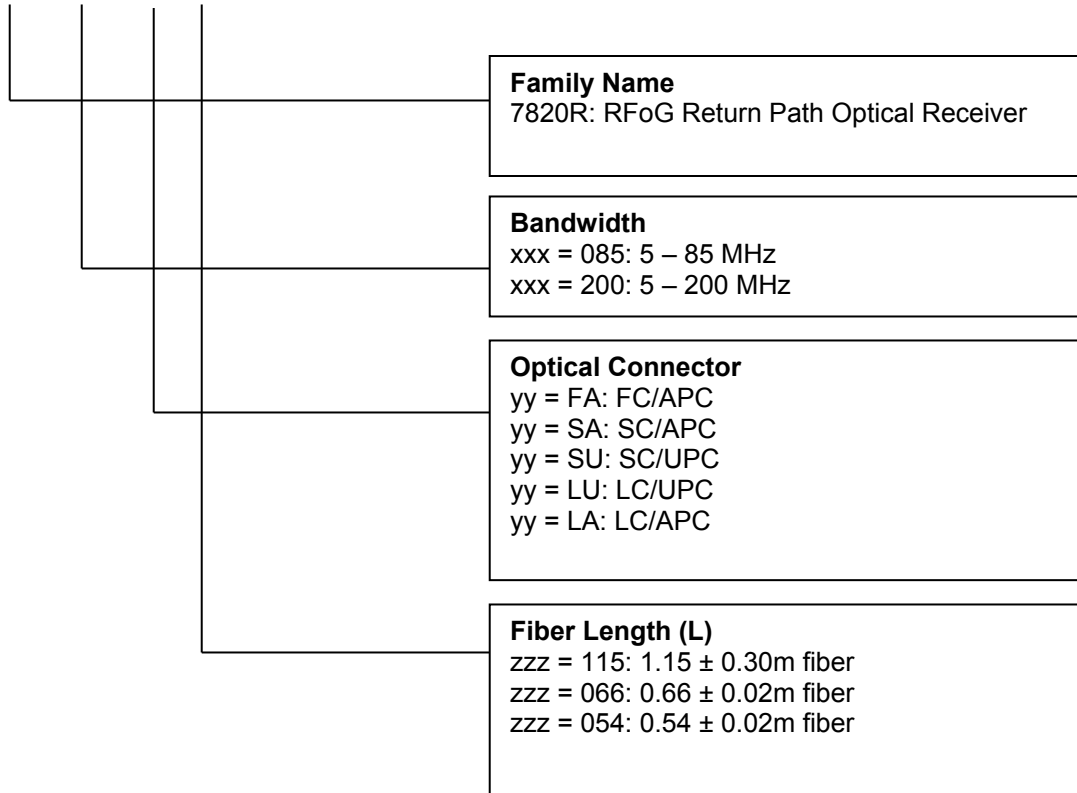 Family Name
7820R: RFoG Return Path Optical Receiver
Bandwidth
xxx = 085: 5 – 85 MHz
xxx = 200: 5 – 200 MHz
Optical Connector
yy = FA: FC/APC
yy = SA: SC/APC
yy = SU: SC/UPC
yy = LU: LC/UPC
yy = LA: LC/APC
Fiber Length (L)
zzz = 115: 1.15 ± 0.30m fiber
zzz = 066: 0.66 ± 0.02m fiber
zzz = 054: 0.54 ± 0.02m fiber